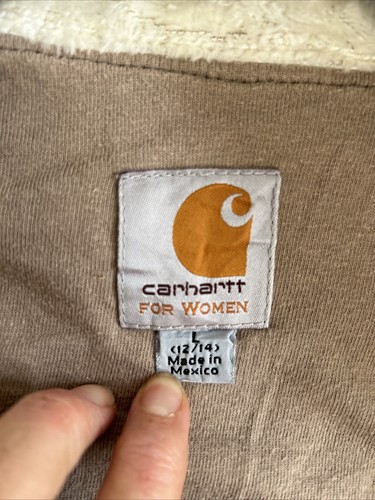 carhartt
FOR WOMEN
L
<12/14>
Made in
Mexico